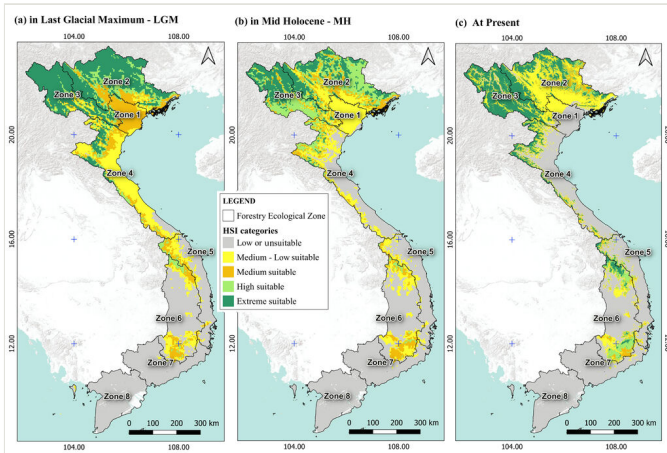 (a) in Last Glacial Maximum - LGM
(b) in Mid Holocene - MH
(c) At Present
104.00 108.00 104.00 108.00 104.00 108.00
Zone 2
Zone 3
Zone 1
Zone 4
Zone 5
Zone 6
Zone 7
Zone 8
Zone 2
Zone 3
Zone 1
Zone 4
Zone 5
Zone 6
Zone 7
Zone 8
Zone 2
Zone 3
Zone 1
Zone 4
Zone 5
Zone 6
Zone 7
Zone 8
20.00
16.00
12.00
LEGEND
Forestry Ecological Zone
HSI categories
Low or unsuitable
Medium - Low suitable
Medium suitable
High suitable
Extreme suitable
0 100 200 300 km
0 100 200 300 km
0 100 200 300 km
104.00 108.00 104.00 108.00 104.00 108.00